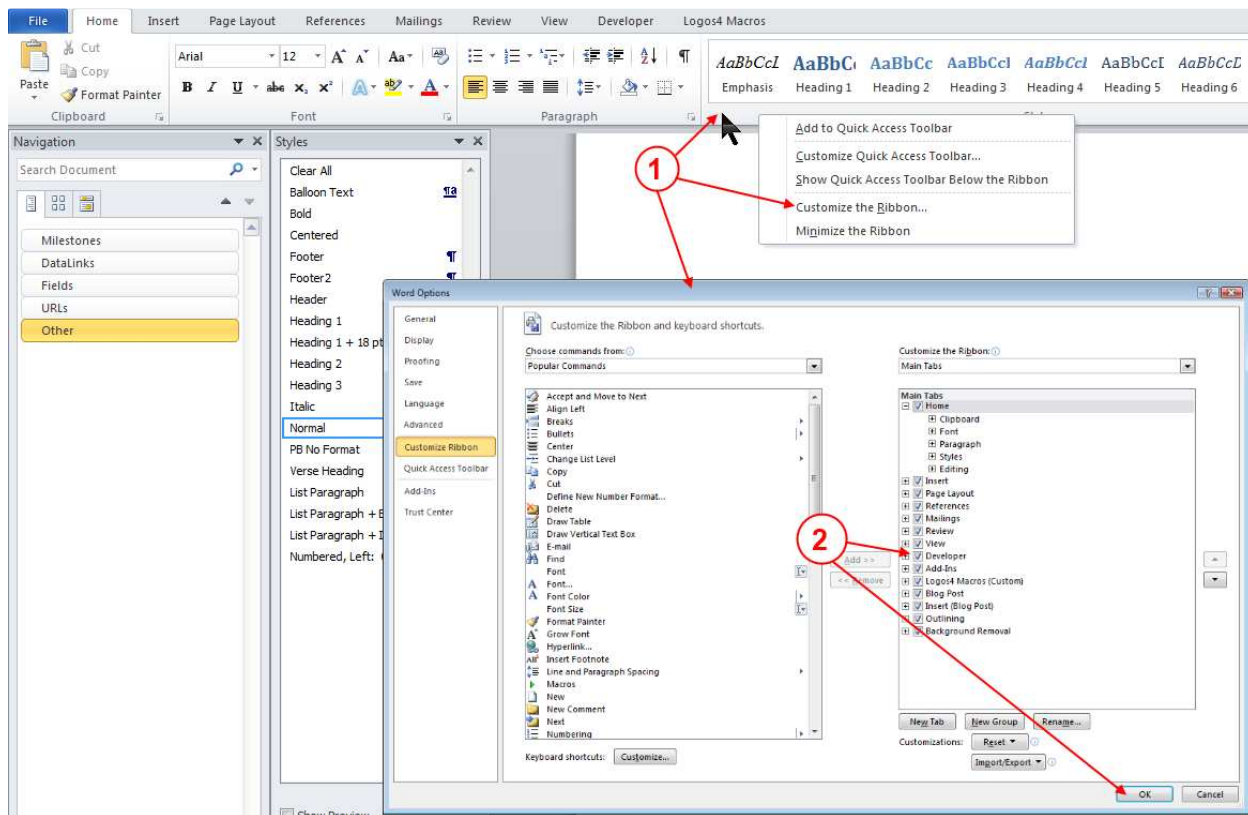 File Home Insert Page Layout References Mailings Review View Developer Logos4 Macros
Cut
Copy
Paste
Format Painter
Clipboard
Arial 12 A A Aa
B I U abc X₂ X² A ab A
Font
Paragraph
AaBbCcI AaBbC AaBbCc AaBbCcI AaBbCcI AaBbCcI AaBbCcD
Emphasis Heading 1 Heading 2 Heading 3 Heading 4 Heading 5 Heading 6
Navigation
Search Document
Milestones
DataLinks
Fields
URLs
Other
Styles
Clear All
Balloon Text ¶a
Bold
Centered
Footer ¶
Footer2 ¶
Header
Heading 1
Heading 1 + 18 pt
Heading 2
Heading 3
Italic
Normal
PB No Format
Verse Heading
List Paragraph
List Paragraph +
List Paragraph +
Numbered, Left:
Show Preview
1
Add to Quick Access Toolbar
Customize Quick Access Toolbar...
Show Quick Access Toolbar Below the Ribbon
Customize the Ribbon...
Minimize the Ribbon
Word Options
General
Display
Proofing
Save
Language
Advanced
Customize Ribbon
Quick Access Toolbar
Add-Ins
Trust Center
Customize the Ribbon and keyboard shortcuts.
Choose commands from:
Popular Commands
Accept and Move to Next
Align Left
Breaks
Bullets
Center
Change List Level
Copy
Cut
Define New Number Format...
Delete
Draw Table
Draw Vertical Text Box
E-mail
Find
Font
Font...
Font Color
Font Size
Format Painter
Grow Font
Hyperlink...
Insert Footnote
Line and Paragraph Spacing
Macros
New
New Comment
Next
Numbering
Keyboard shortcuts: Customize...
2
Add >>
<< Remove
Customize the Ribbon:
Main Tabs
Main Tabs
Home
Clipboard
Font
Paragraph
Styles
Editing
Insert
Page Layout
References
Mailings
Review
View
Developer
Add-Ins
Logos4 Macros (Custom)
Blog Post
Insert (Blog Post)
Outlining
Background Removal
New Tab New Group Rename...
Customizations: Reset
Import/Export
OK Cancel